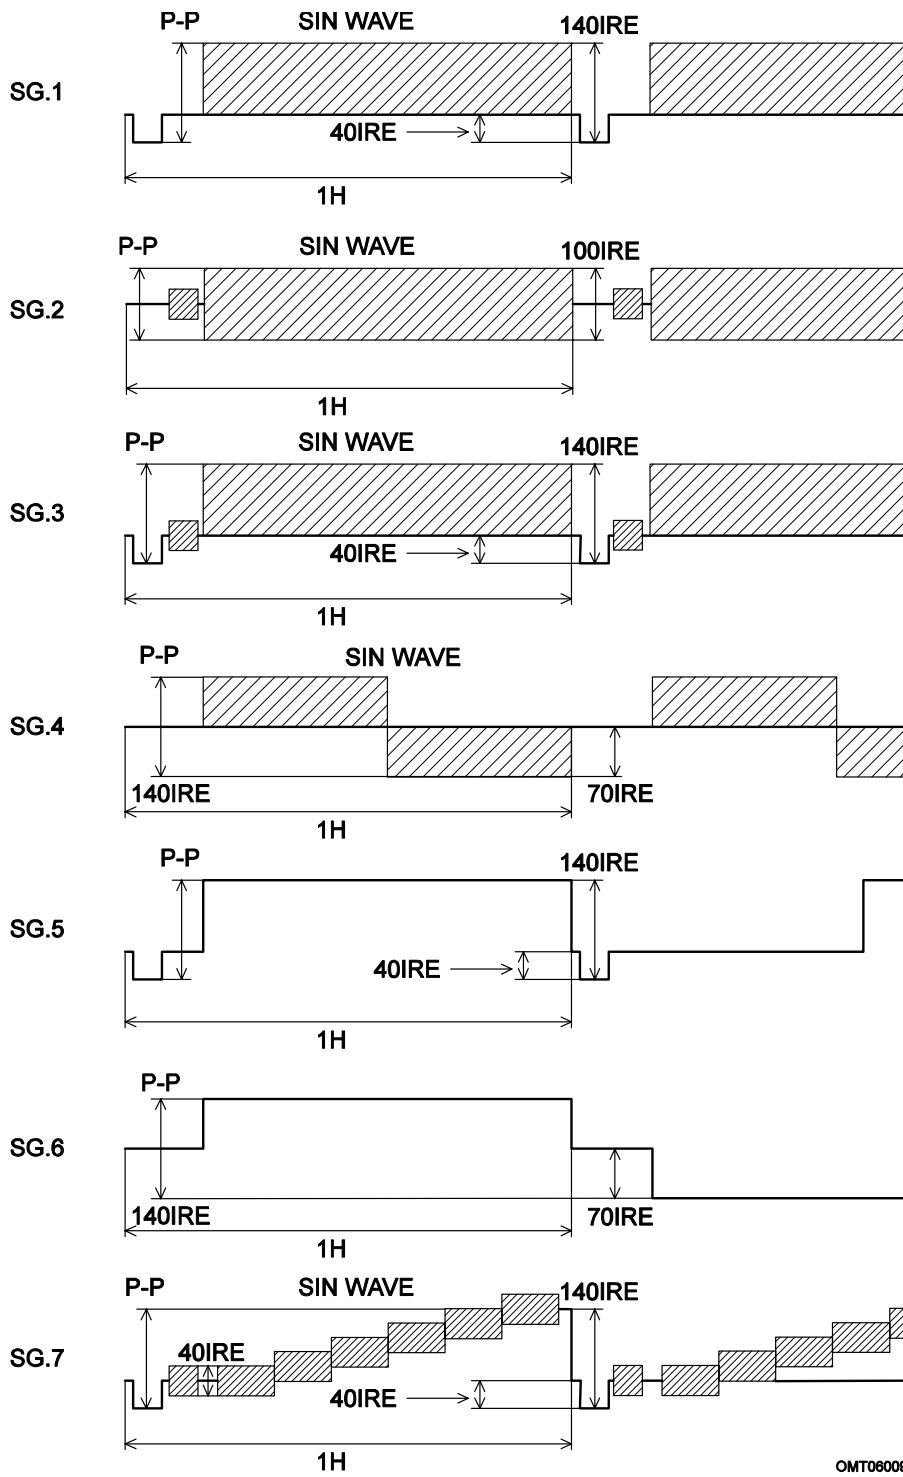 P-P SIN WAVE 140IRE
SG.1
40IRE
1H
P-P SIN WAVE 100IRE
SG.2
1H
P-P SIN WAVE 140IRE
SG.3
40IRE
1H
P-P SIN WAVE
SG.4
140IRE 70IRE
1H
P-P 140IRE
SG.5
40IRE
1H
P-P
SG.6
140IRE 70IRE
1H
P-P SIN WAVE 140IRE
SG.7
40IRE
40IRE
1H
OMT06009